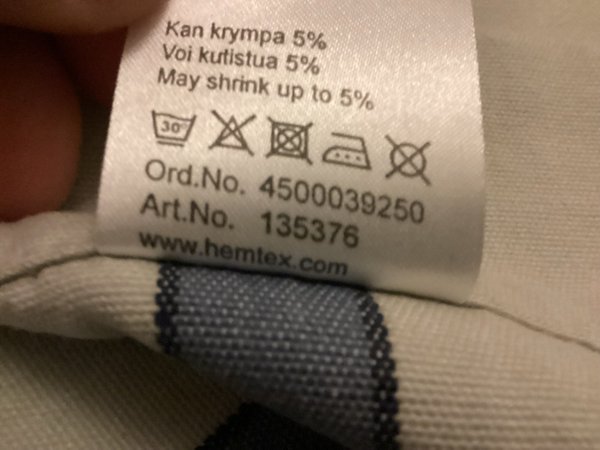 Kan krympa 5%
Voi kutistua 5%
May shrink up to 5%
30°
Ord.No. 4500039250
Art.No. 135376
www.hemtex.com